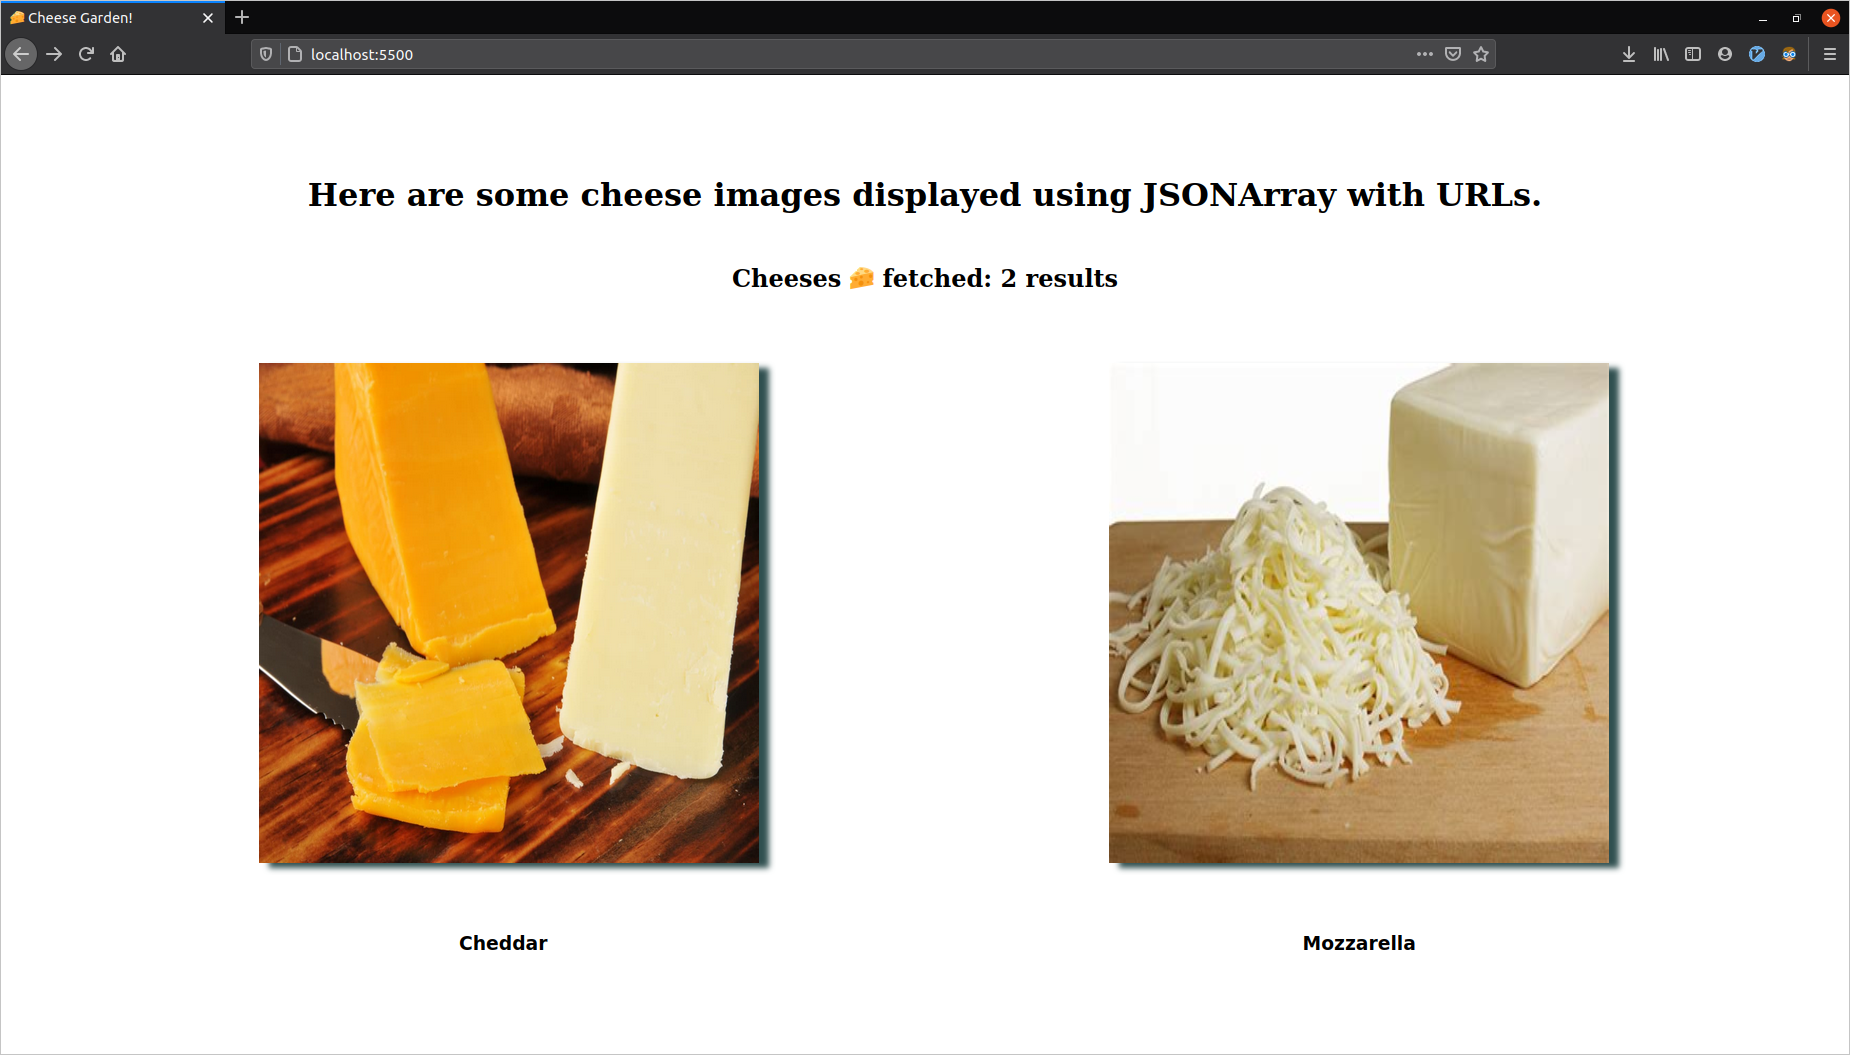 🧀 Cheese Garden!
localhost:5500
Here are some cheese images displayed using JSONArray with URLs.
Cheeses 🧀 fetched: 2 results
Cheddar
Mozzarella